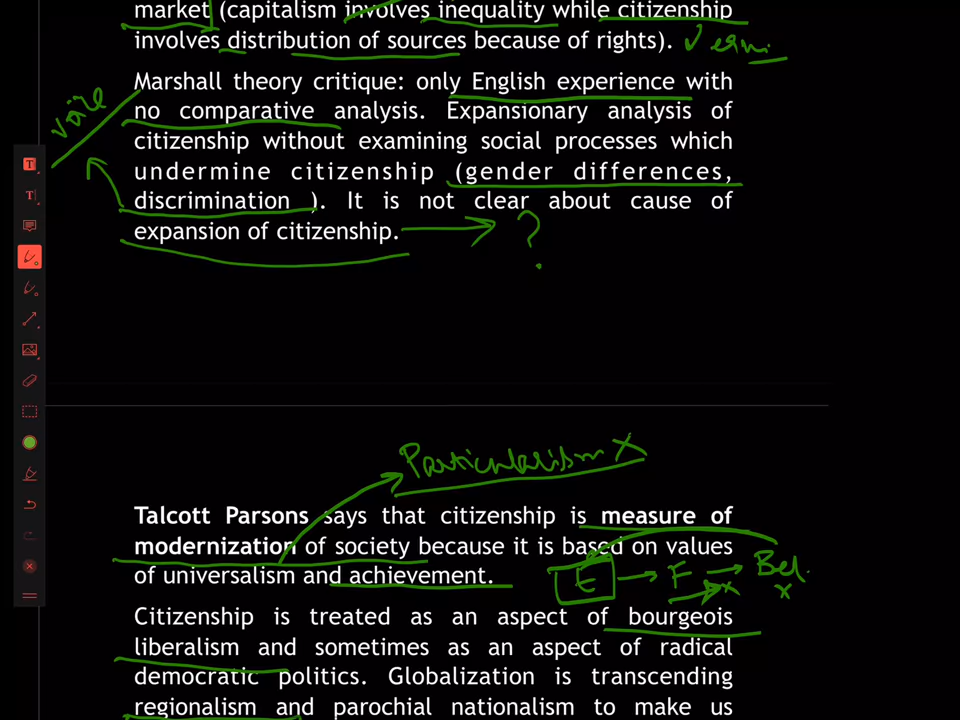 market (capitalism involves inequality while citizenship
involves distribution of sources because of rights).
Marshall theory critique: only English experience with
no comparative analysis. Expansionary analysis of
citizenship without examining social processes which
undermine citizenship (gender differences,
discrimination ). It is not clear about cause of
expansion of citizenship.
?
Particularism X
Talcott Parsons says that citizenship is measure of
modernization of society because it is based on values
of universalism and achievement.
E → F → Bel.
x x
Citizenship is treated as an aspect of bourgeois
liberalism and sometimes as an aspect of radical
democratic politics. Globalization is transcending
regionalism and parochial nationalism to make us